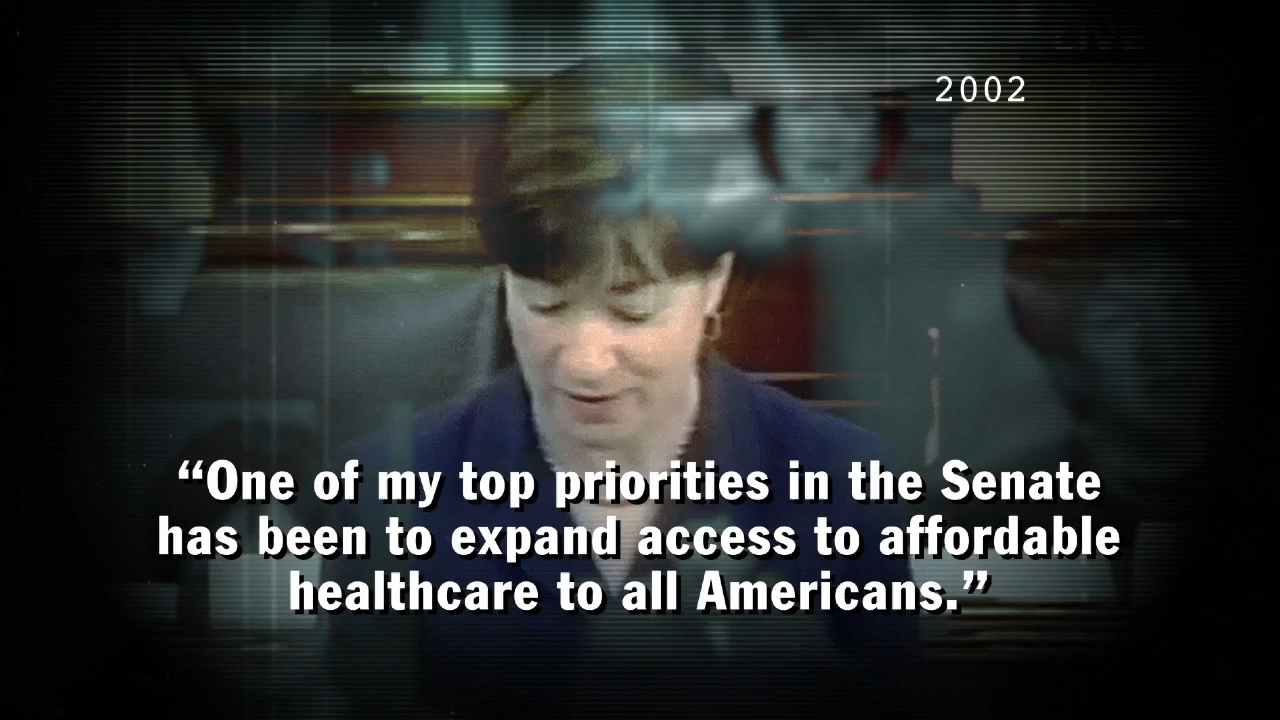 LIVE
2002
“One of my top priorities in the Senate
has been to expand access to affordable
healthcare to all Americans.”